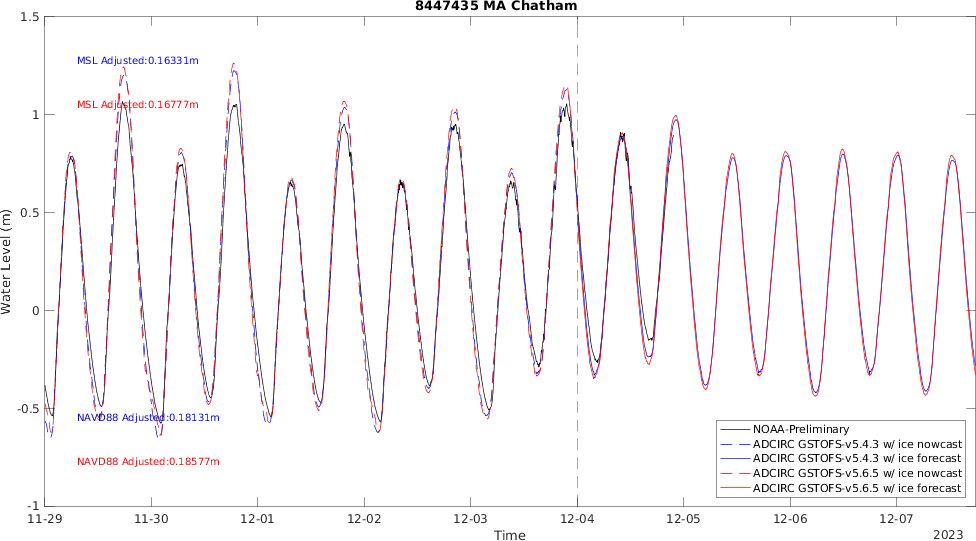 8447435 MA Chatham
1.5
MSL Adjusted:0.16331m
MSL Adjusted:0.16777m
1
0.5
Water Level (m)
0
-0.5
NAVD88 Adjusted:0.18131m
NAVD88 Adjusted:0.18577m
NOAA-Preliminary
ADCIRC GSTOFS-v5.4.3 w/ ice nowcast
ADCIRC GSTOFS-v5.4.3 w/ ice forecast
ADCIRC GSTOFS-v5.6.5 w/ ice nowcast
ADCIRC GSTOFS-v5.6.5 w/ ice forecast
-1
11-29 11-30 12-01 12-02 12-03 12-04 12-05 12-06 12-07
Time
2023